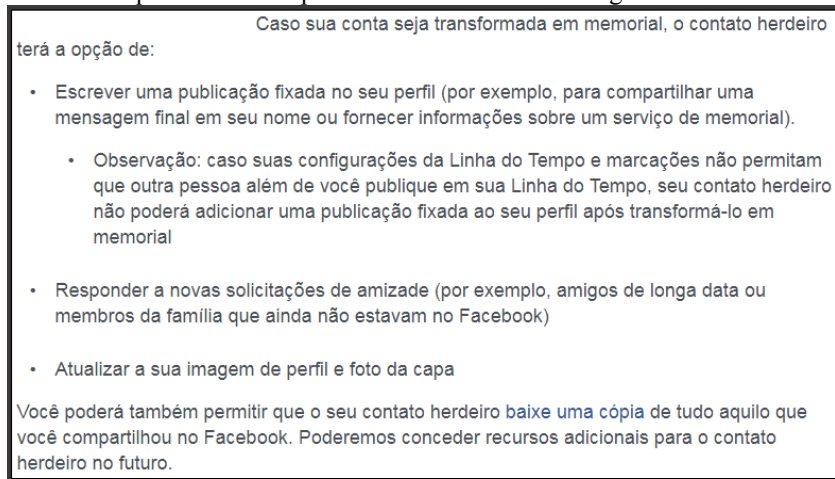 Caso sua conta seja transformada em memorial, o contato herdeiro
terá a opção de:
• Escrever uma publicação fixada no seu perfil (por exemplo, para compartilhar uma
mensagem final em seu nome ou fornecer informações sobre um serviço de memorial).
• Observação: caso suas configurações da Linha do Tempo e marcações não permitam
que outra pessoa além de você publique em sua Linha do Tempo, seu contato herdeiro
não poderá adicionar uma publicação fixada ao seu perfil após transformá-lo em
memorial
• Responder a novas solicitações de amizade (por exemplo, amigos de longa data ou
membros da família que ainda não estavam no Facebook)
• Atualizar a sua imagem de perfil e foto da capa
Você poderá também permitir que o seu contato herdeiro baixe uma cópia de tudo aquilo que
você compartilhou no Facebook. Poderemos conceder recursos adicionais para o contato
herdeiro no futuro.